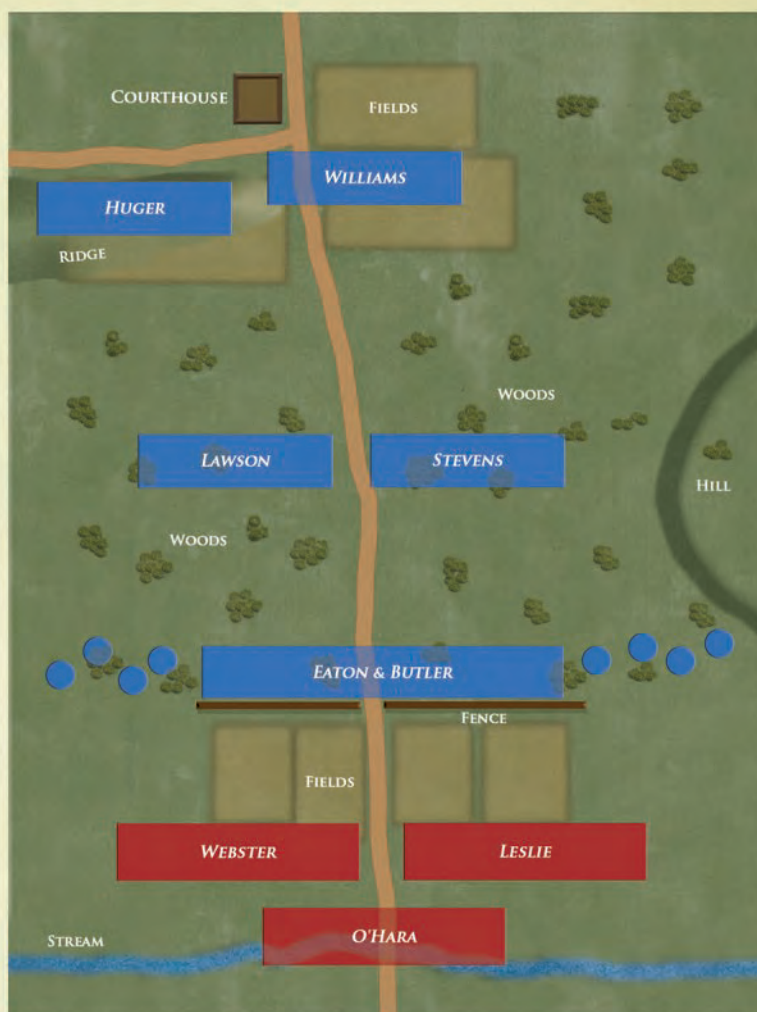 COURTHOUSE
FIELDS
WILLIAMS
HUGER
RIDGE
WOODS
LAWSON
STEVENS
HILL
WOODS
EATON & BUTLER
FENCE
FIELDS
WEBSTER
LESLIE
O'HARA
STREAM